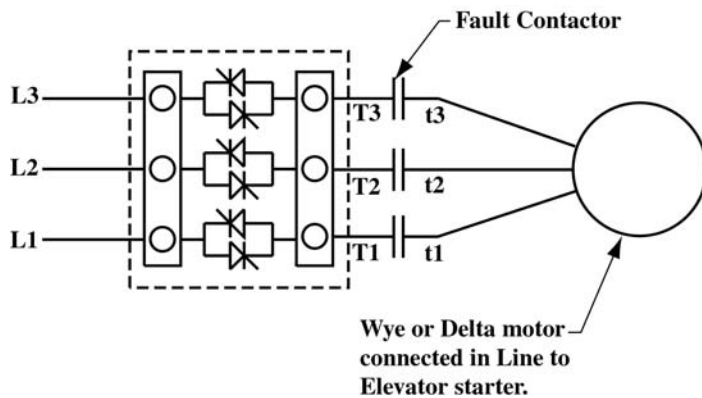 Fault Contactor
L3
T3
t3
L2
T2
t2
L1
T1
t1
Wye or Delta motor
connected in Line to
Elevator starter.